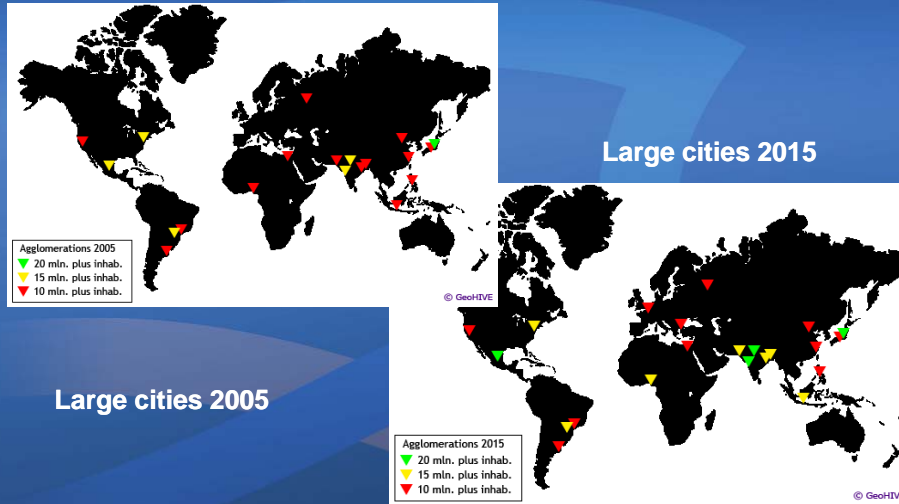 Large cities 2015
Agglomerations 2005
20 mln. plus inhab.
15 mln. plus inhab.
10 mln. plus inhab.
© GeoHIVE
Large cities 2005
Agglomerations 2015
20 mln. plus inhab.
15 mln. plus inhab.
10 mln. plus inhab.
© GeoHIV